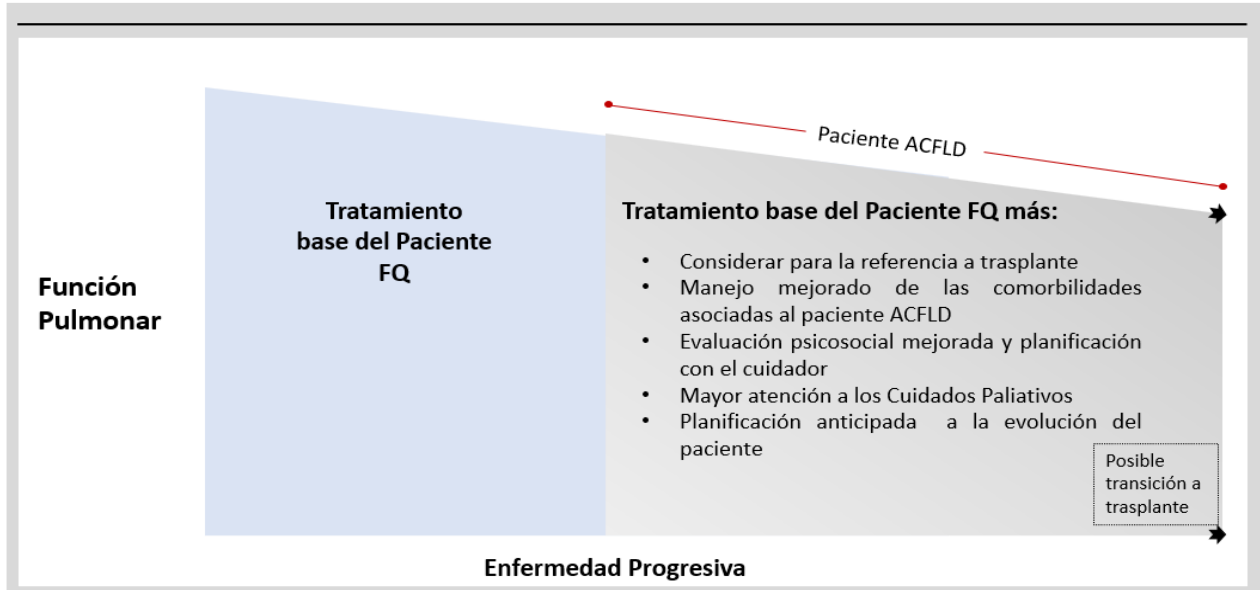 Paciente ACFLD
Función
Pulmonar
Tratamiento
base del Paciente
FQ
Tratamiento base del Paciente FQ más:
• Considerar para la referencia a trasplante
• Manejo mejorado de las comorbilidades
asociadas al paciente ACFLD
• Evaluación psicosocial mejorada y planificación
con el cuidador
• Mayor atención a los Cuidados Paliativos
• Planificación anticipada a la evolución del
paciente
Posible
transición a
trasplante
Enfermedad Progresiva